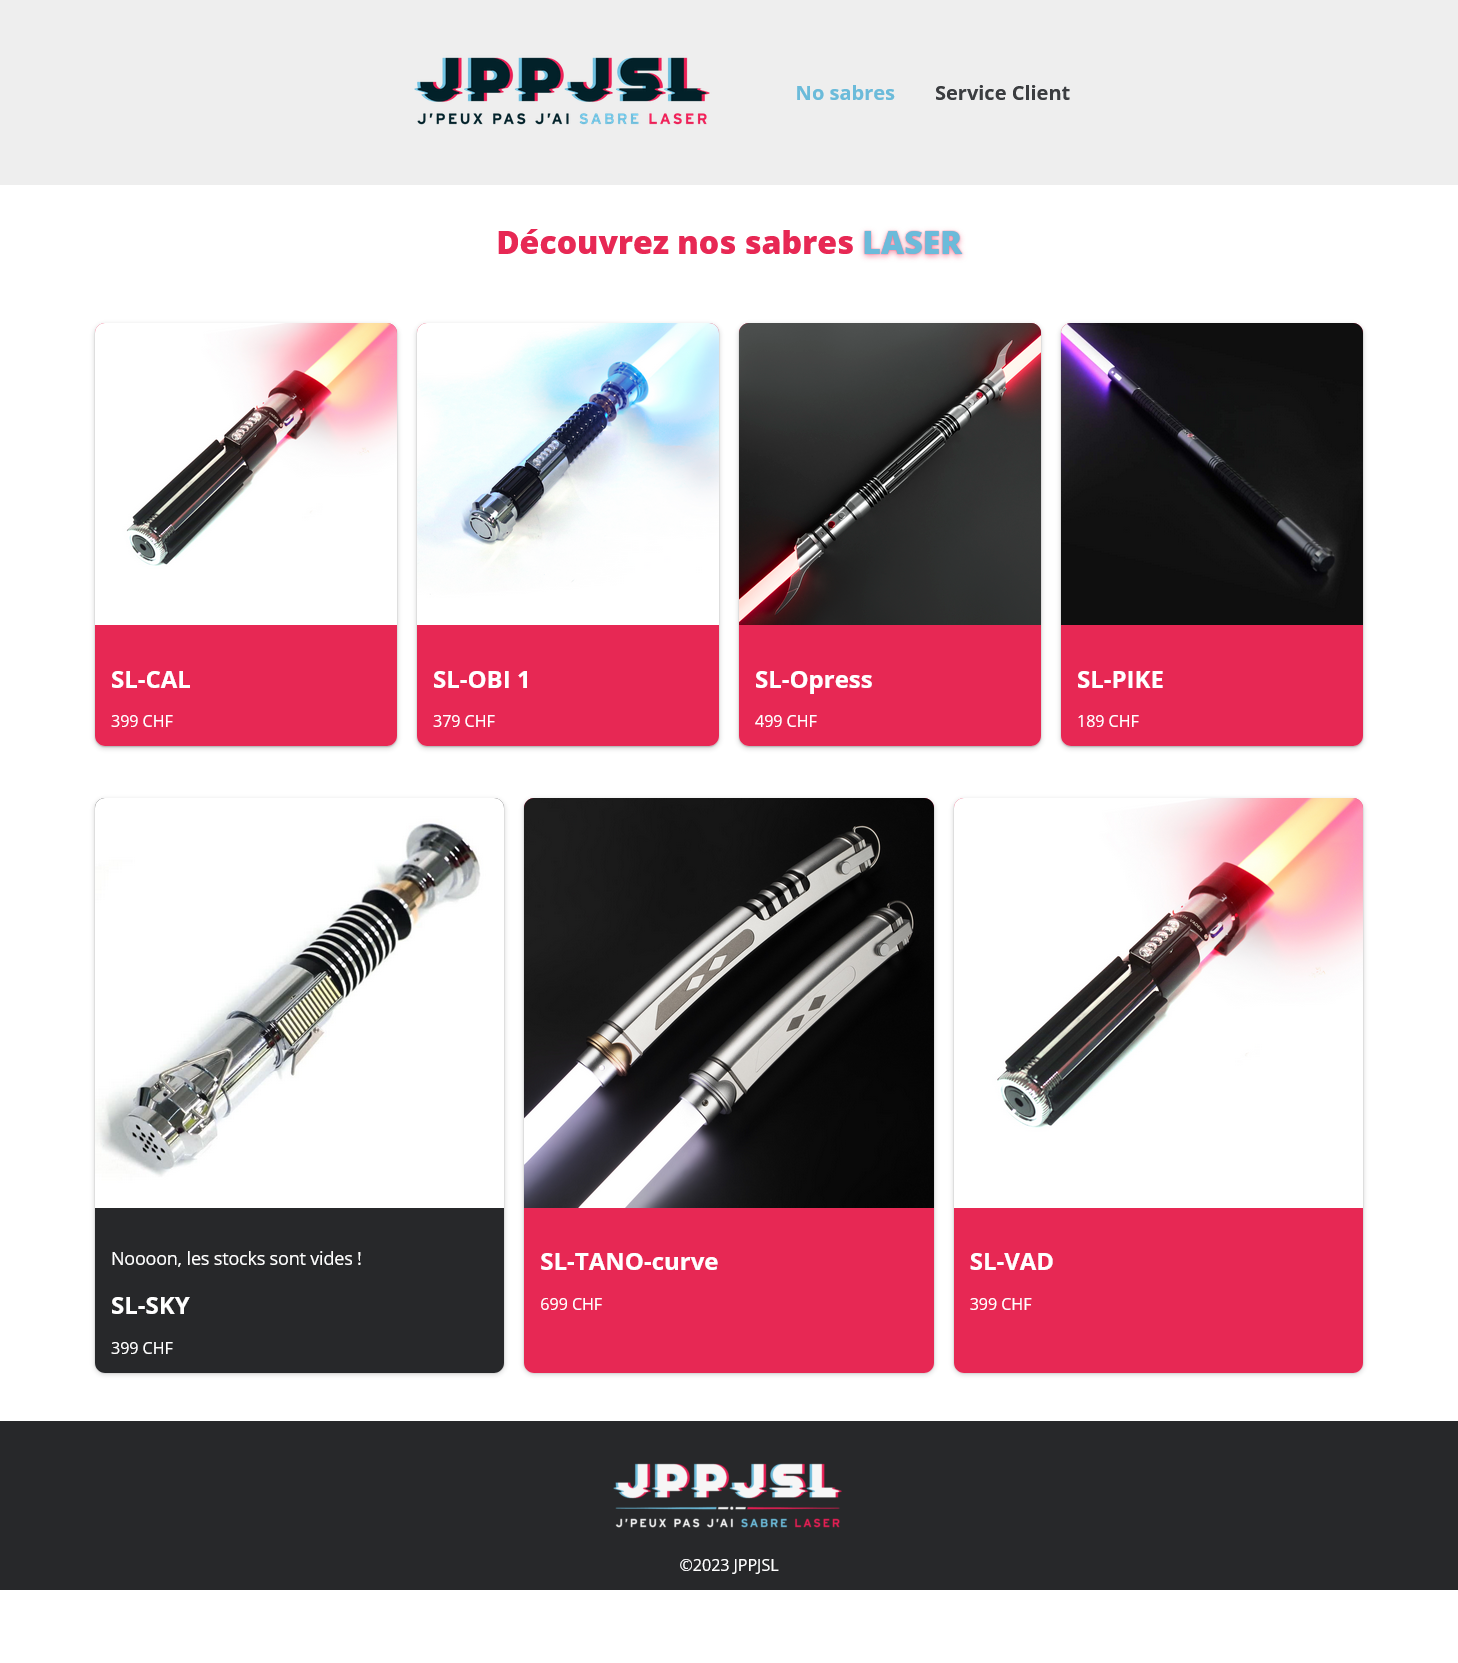 JPPJSL
J'PEUX PAS J'AI SABRE LASER
No sabres
Service Client
Découvrez nos sabres LASER
SL-CAL
399 CHF
SL-OBI 1
379 CHF
SL-Opress
499 CHF
SL-PIKE
189 CHF
Noooon, les stocks sont vides !
SL-SKY
399 CHF
SL-TANO-curve
699 CHF
SL-VAD
399 CHF
JPPJSL
J'PEUX PAS J'AI SABRE LASER
©2023 JPPJSL